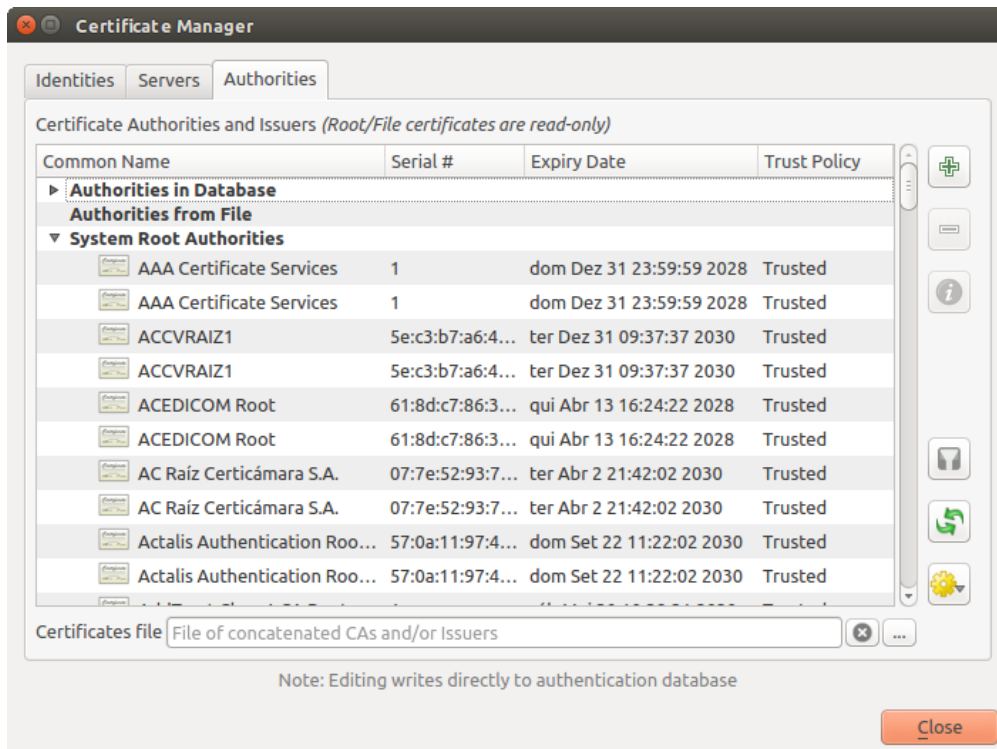 Certificate Manager
Identities Servers Authorities
Certificate Authorities and Issuers (Root/File certificates are read-only)
Common Name Serial # Expiry Date Trust Policy
Authorities in Database
Authorities from File
System Root Authorities
AAA Certificate Services 1 dom Dez 31 23:59:59 2028 Trusted
AAA Certificate Services 1 dom Dez 31 23:59:59 2028 Trusted
ACCVRAIZ1 5e:c3:b7:a6:4... ter Dez 31 09:37:37 2030 Trusted
ACCVRAIZ1 5e:c3:b7:a6:4... ter Dez 31 09:37:37 2030 Trusted
ACEDICOM Root 61:8d:c7:86:3... qui Abr 13 16:24:22 2028 Trusted
ACEDICOM Root 61:8d:c7:86:3... qui Abr 13 16:24:22 2028 Trusted
AC Raíz Certicámara S.A. 07:7e:52:93:7... ter Abr 2 21:42:02 2030 Trusted
AC Raíz Certicámara S.A. 07:7e:52:93:7... ter Abr 2 21:42:02 2030 Trusted
Actalis Authentication Roo... 57:0a:11:97:4... dom Set 22 11:22:02 2030 Trusted
Actalis Authentication Roo... 57:0a:11:97:4... dom Set 22 11:22:02 2030 Trusted
Certificates file File of concatenated CAs and/or Issuers ...
Note: Editing writes directly to authentication database
Close